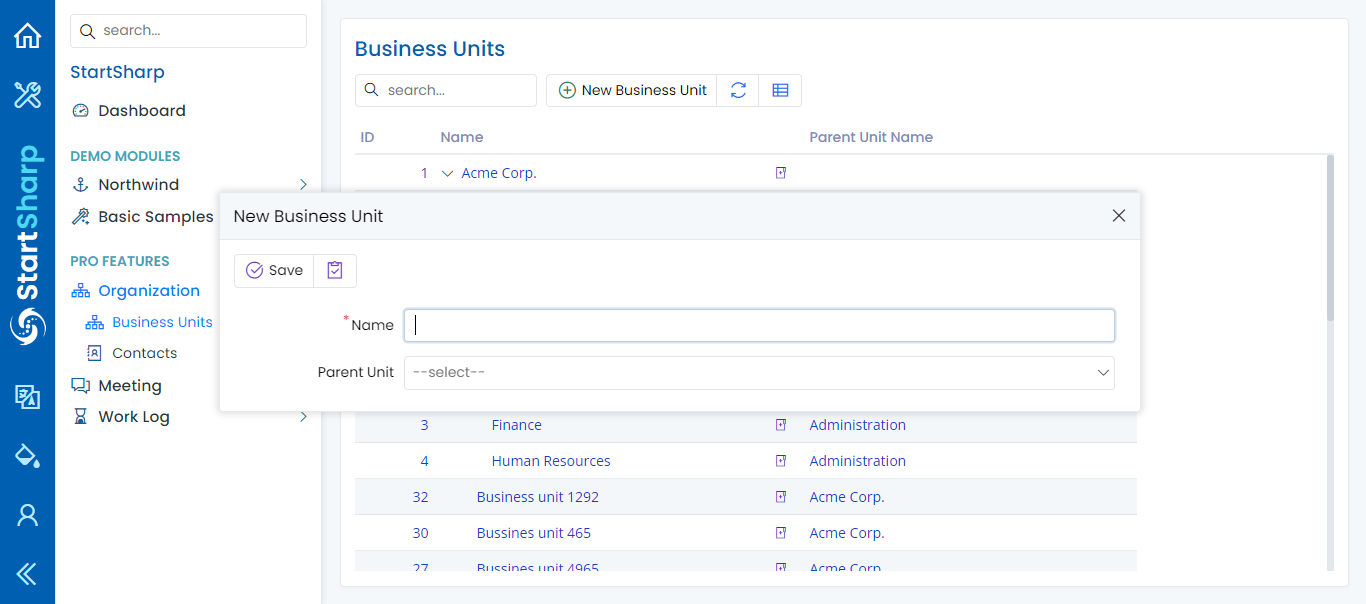 search...
StartSharp
Dashboard
DEMO MODULES
Northwind
Basic Samples
PRO FEATURES
Organization
Business Units
Contacts
Meeting
Work Log
StartSharp
Business Units
search...
New Business Unit
ID Name Parent Unit Name
1 Acme Corp.
New Business Unit
Save
*Name
Parent Unit --select--
3 Finance Administration
4 Human Resources Administration
32 Business unit 1292 Acme Corp.
30 Bussines unit 465 Acme Corp.
27 Bussines unit 4965 Acme Corp.